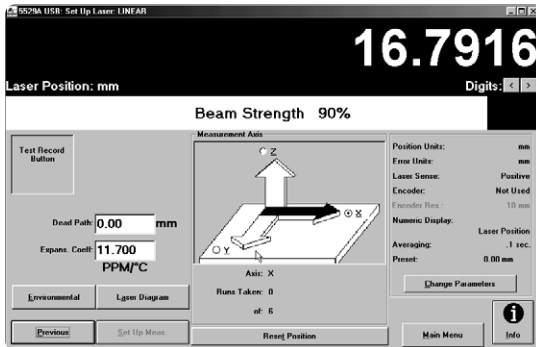 5529A USB: Set Up Laser: LINEAR
16.7916
Laser Position: mm
Digits: < >
Beam Strength 90%
Test Record
Button
Dead Path: 0.00 mm
Expans. Coeff: 11.700
PPM/°C
Environmental
Laser Diagram
Previous
Set Up Meas.
Measurement Axis
Z
X
Y
Axis: X
Runs Taken: 0
of: 6
Reset Position
Position Units: mm
Error Units: mm
Laser Sense: Positive
Encoder: Not Used
Encoder Res.: 10 mm
Numeric Display:
Laser Position
Averaging: .1 sec.
Preset: 0.00 mm
Change Parameters
Main Menu
Info